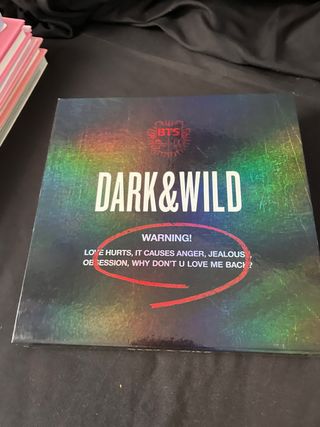 BTS
DARK&WILD
WARNING!
LOVE HURTS, IT CAUSES ANGER, JEALOUSY,
OBSESSION, WHY DON'T U LOVE ME BACK?